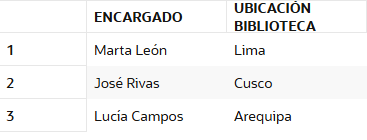 ENCARGADO UBICACIÓN BIBLIOTECA
1 Marta León Lima
2 José Rivas Cusco
3 Lucía Campos Arequipa